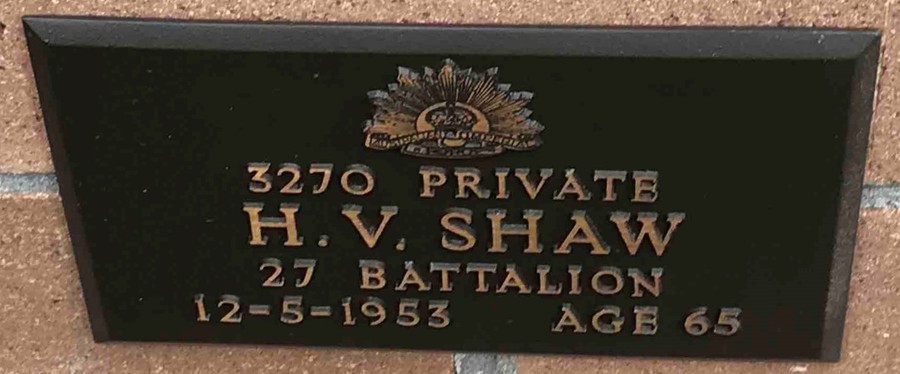 3270 PRIVATE
H. V. SHAW
27 BATTALION
12-5-1953 AGE 65